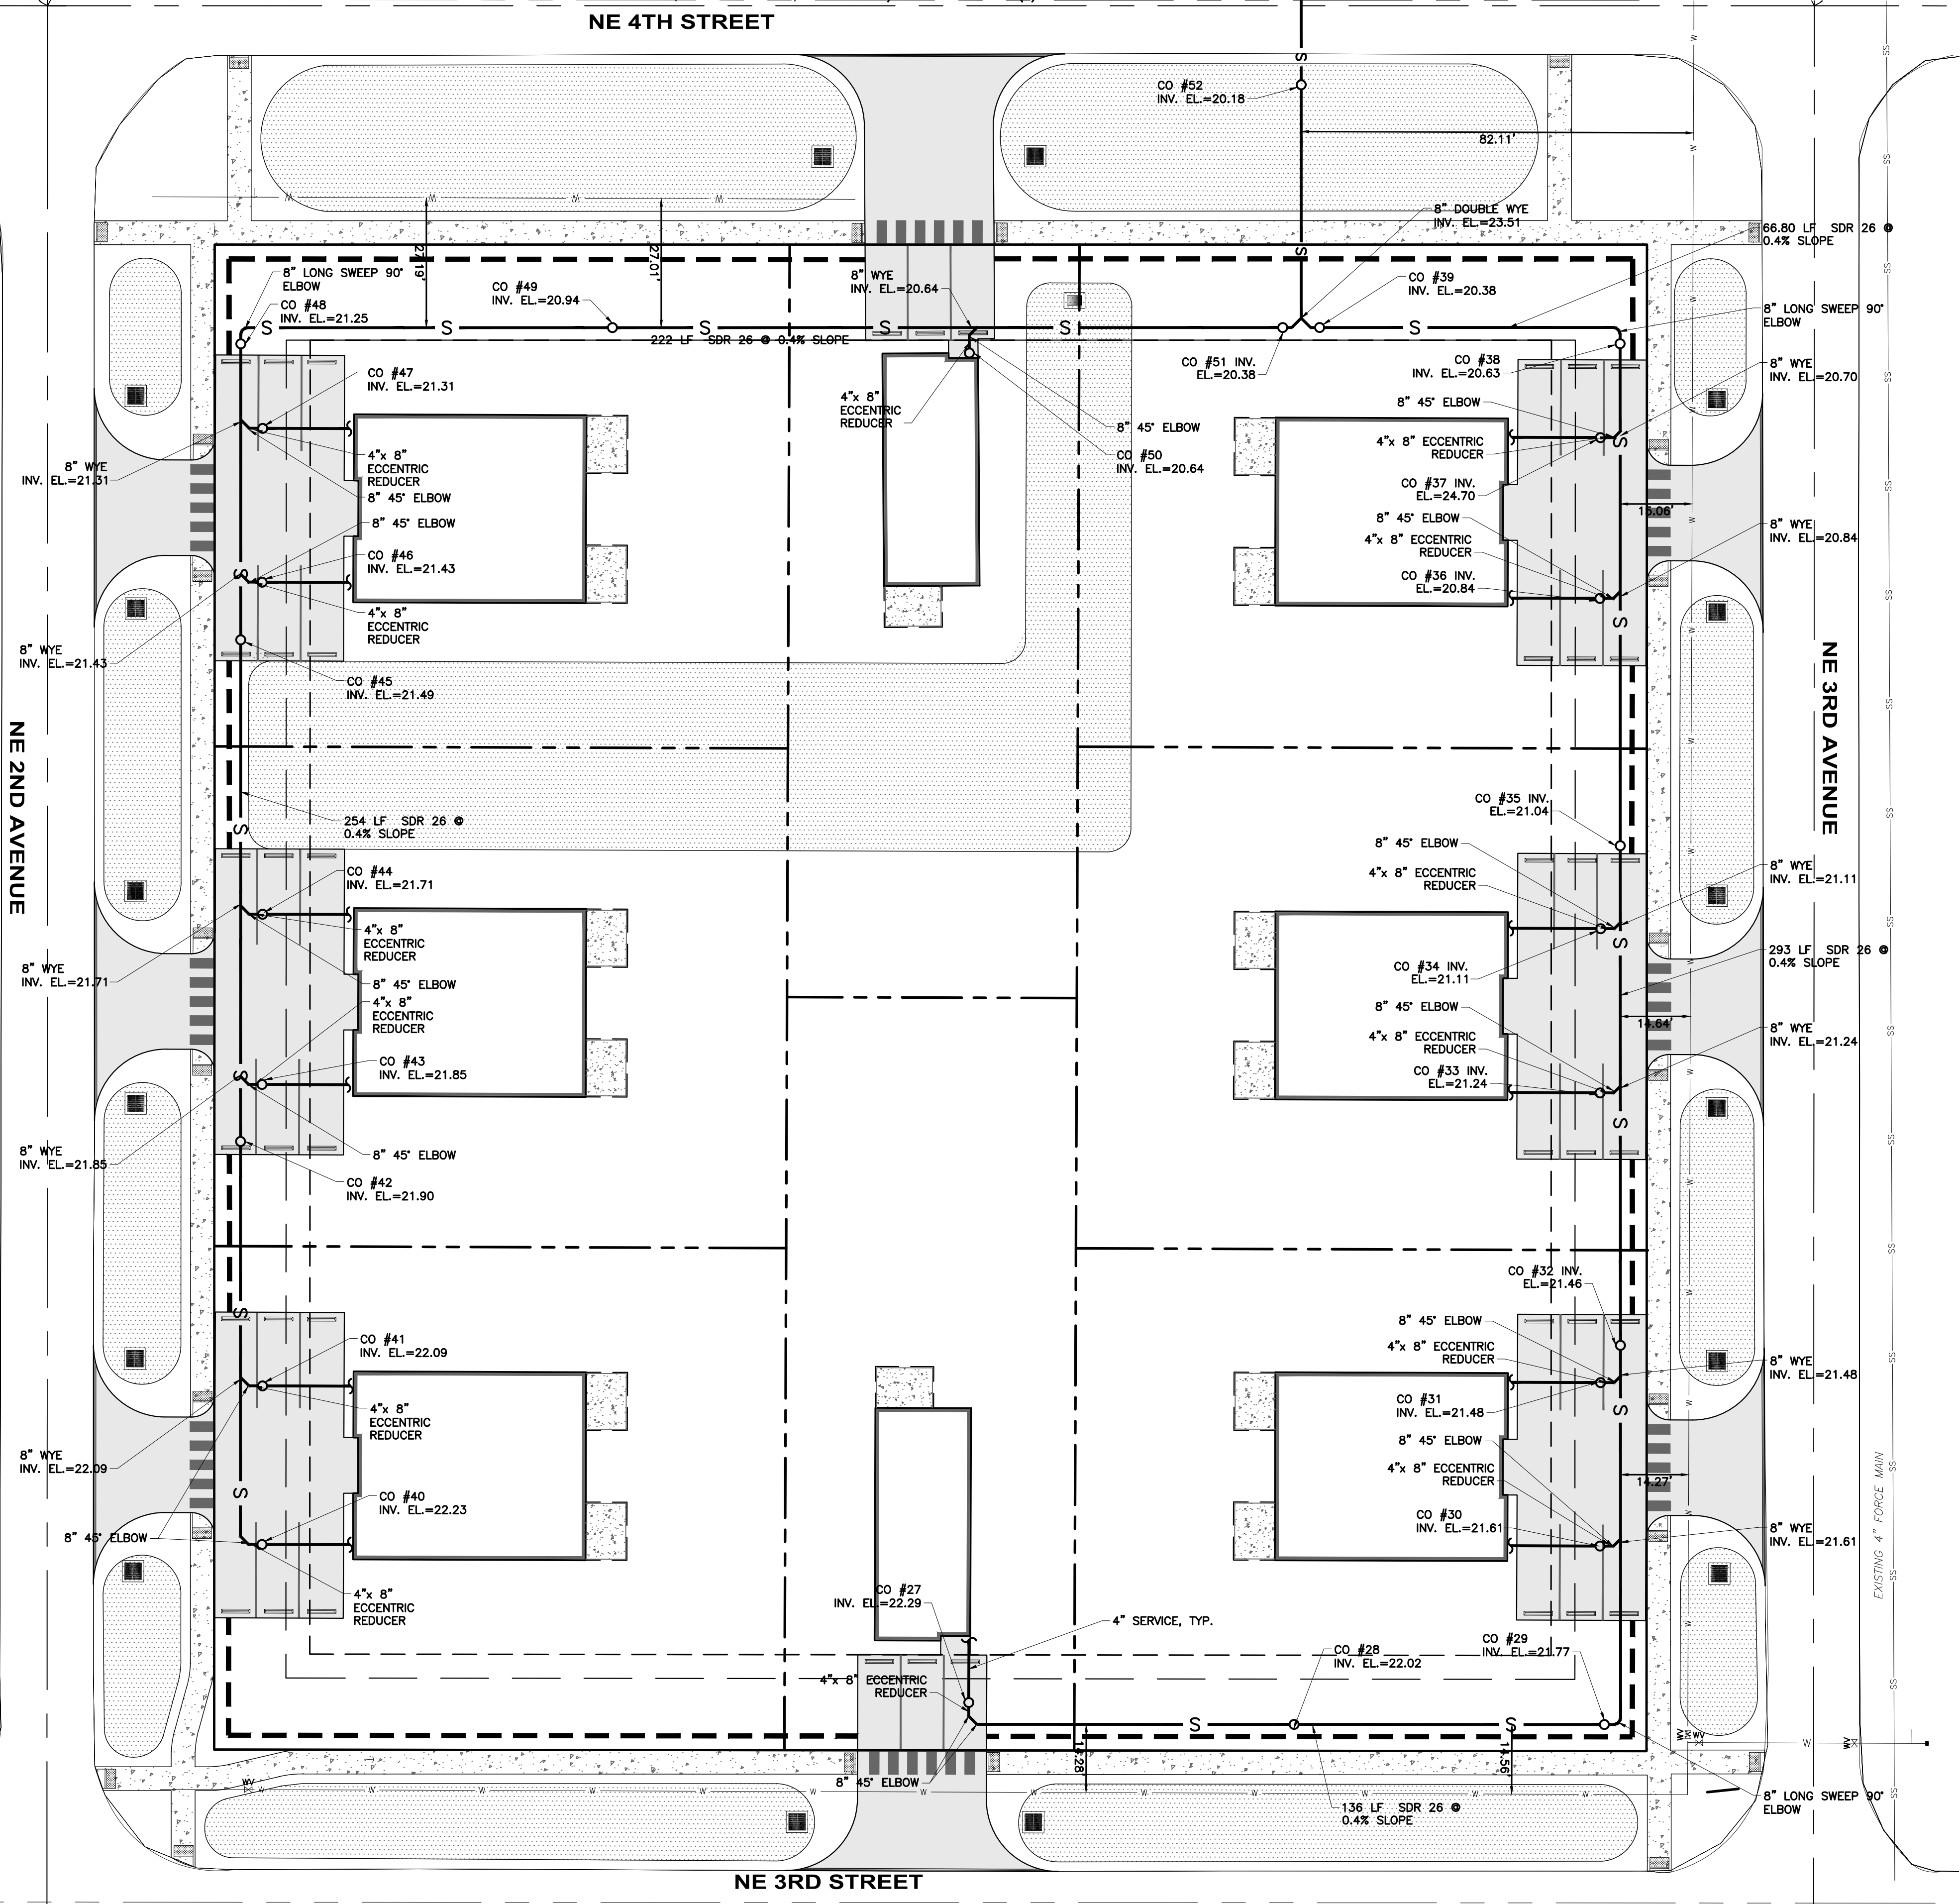 NE 4TH STREET
CO #52
INV. EL.=20.18
82.11'
8" DOUBLE WYE
INV. EL.=23.51
66.80 LF SDR 26 @
0.4% SLOPE
27.19'
27.01'
8" LONG SWEEP 90°
ELBOW
CO #48
INV. EL.=21.25
CO #49
INV. EL.=20.94
8" WYE
INV. EL.=20.64
CO #39
INV. EL.=20.38
8" LONG SWEEP 90°
ELBOW
222 LF SDR 26 @ 0.4% SLOPE
CO #51 INV.
EL.=20.38
CO #38
INV. EL.=20.63
8" WYE
INV. EL.=20.70
CO #47
INV. EL.=21.31
4"x 8"
ECCENTRIC
REDUCER
8" 45° ELBOW
CO #50
INV. EL.=20.64
8" 45° ELBOW
4"x 8" ECCENTRIC
REDUCER
8" WYE
INV. EL.=21.31
4"x 8"
ECCENTRIC
REDUCER
8" 45° ELBOW
8" 45° ELBOW
CO #46
INV. EL.=21.43
4"x 8"
ECCENTRIC
REDUCER
CO #37 INV.
EL.=24.70
15.06'
8" 45° ELBOW
4"x 8" ECCENTRIC
REDUCER
8" WYE
INV. EL.=20.84
CO #36 INV.
EL.=20.84
8" WYE
INV. EL.=21.43
CO #45
INV. EL.=21.49
NE 2ND AVENUE
NE 3RD AVENUE
254 LF SDR 26 @
0.4% SLOPE
CO #35 INV.
EL.=21.04
8" 45° ELBOW
4"x 8" ECCENTRIC
REDUCER
8" WYE
INV. EL.=21.11
CO #44
INV. EL.=21.71
4"x 8"
ECCENTRIC
REDUCER
8" WYE
INV. EL.=21.71
8" 45° ELBOW
4"x 8"
ECCENTRIC
REDUCER
293 LF SDR 26 @
0.4% SLOPE
CO #34 INV.
EL.=21.11
8" 45° ELBOW
14.64'
4"x 8" ECCENTRIC
REDUCER
8" WYE
INV. EL.=21.24
CO #43
INV. EL.=21.85
CO #33 INV.
EL.=21.24
8" WYE
INV. EL.=21.85
8" 45° ELBOW
CO #42
INV. EL.=21.90
CO #32 INV.
EL.=21.46
CO #41
INV. EL.=22.09
8" 45° ELBOW
4"x 8" ECCENTRIC
REDUCER
8" WYE
INV. EL.=21.48
4"x 8"
ECCENTRIC
REDUCER
CO #31
INV. EL.=21.48
8" WYE
INV. EL.=22.09
8" 45° ELBOW
4"x 8" ECCENTRIC
REDUCER
14.27'
CO #40
INV. EL.=22.23
CO #30
INV. EL.=21.61
8" WYE
INV. EL.=21.61
EXISTING 4" FORCE MAIN
8" 45° ELBOW
4"x 8"
ECCENTRIC
REDUCER
CO #27
INV. EL.=22.29
4" SERVICE, TYP.
CO #28
INV. EL.=22.02
CO #29
INV. EL.=21.77
4"x 8" ECCENTRIC
REDUCER
14.28'
14.56'
WV
WV
WV
WV
8" 45° ELBOW
136 LF SDR 26 @
0.4% SLOPE
8" LONG SWEEP 90°
ELBOW
NE 3RD STREET